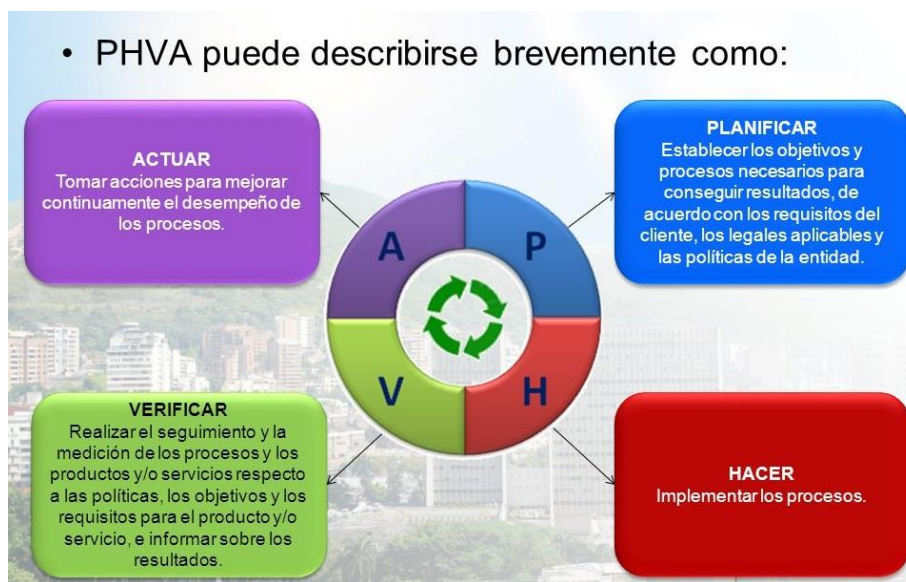 • PHVA puede describirse brevemente como:
ACTUAR
Tomar acciones para mejorar
continuamente el desempeño de
los procesos.
PLANIFICAR
Establecer los objetivos y
procesos necesarios para
conseguir resultados, de
acuerdo con los requisitos del
cliente, los legales aplicables y
las políticas de la entidad.
A
P
V
H
VERIFICAR
Realizar el seguimiento y la
medición de los procesos y los
productos y/o servicios respecto
a las políticas, los objetivos y los
requisitos para el producto y/o
servicio, e informar sobre los
resultados.
HACER
Implementar los procesos.